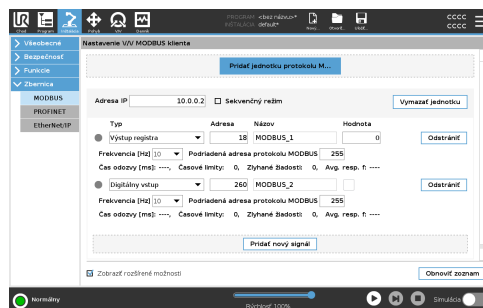 PROGRAM <bez názvu>*
INŠTALÁCIA default*
cccc
cccc
Chod Program Inštalácia Pohyb V/V Denník Nový... Otvoriť... Uložiť...
Všeobecné
Bezpečnosť
Funkcie
Zbernica
MODBUS
PROFINET
EtherNet/IP
Nastavenie V/V MODBUS klienta
Pridať jednotku protokolu M...
Adresa IP 10.0.0.2 Sekvenčný režim Vymazať jednotku
Typ Adresa Názov Hodnota
Výstup registra 18 MODBUS_1 0 Odstrániť
Frekvencia [Hz] 10 Podriadená adresa protokolu MODBUS 255
Čas odozvy [ms]: ----, Časové limity: 0, Zlyhané žiadosti: 0, Avg. resp. f: ----
Digitálny vstup 260 MODBUS_2 Odstrániť
Frekvencia [Hz] 10 Podriadená adresa protokolu MODBUS 255
Čas odozvy [ms]: ----, Časové limity: 0, Zlyhané žiadosti: 0, Avg. resp. f: ----
Pridať nový signál
Zobraziť rozšírené možnosti Obnoviť zoznam
Normálny
Rýchlosť 100%
Simulácia